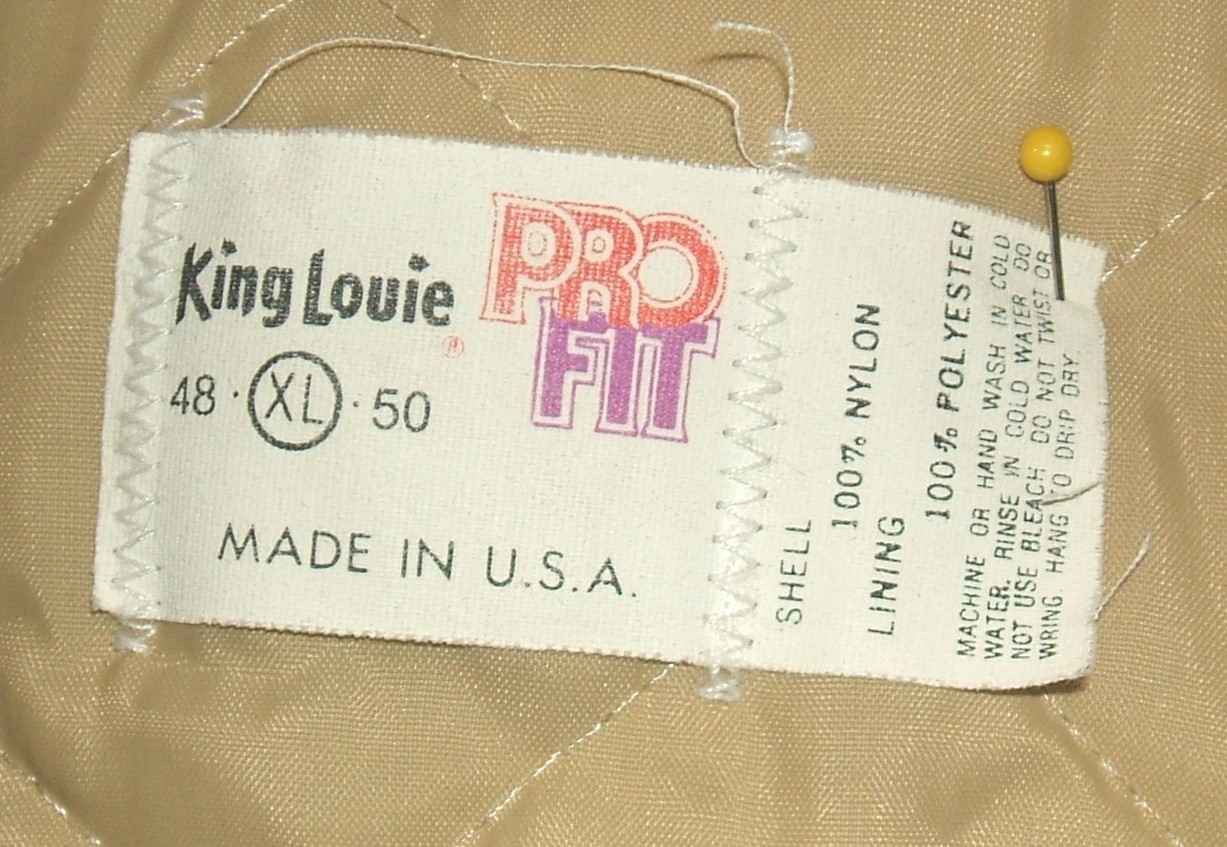 King Louie®
PRO
FIT
48 · XL · 50
MADE IN U.S.A.
SHELL
100% NYLON
LINING
100% POLYESTER
MACHINE OR HAND WASH IN COLD
WATER. RINSE IN COLD WATER DO
NOT USE BLEACH DO NOT TWIST OR
WRING. HANG TO DRIP DRY.